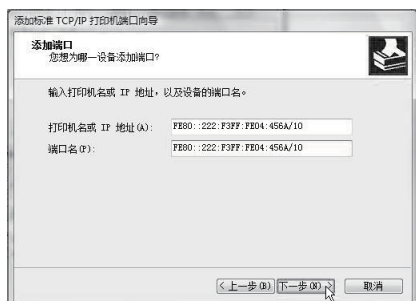 添加标准 TCP/IP 打印机端口向导
添加端口
您想为哪一设备添加端口?
输入打印机名或 IP 地址，以及设备的端口名。
打印机名或 IP 地址(A): FE80::222:F3FF:FE04:456A/10
端口名(P): FE80::222:F3FF:FE04:456A/10
<上一步(B) 下一步(N)> 取消